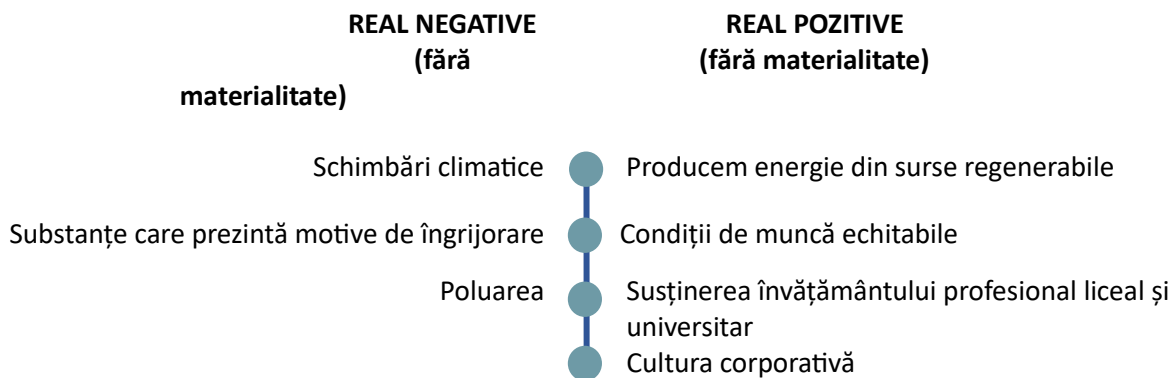 REAL NEGATIVE
(fără
materialitate)
REAL POZITIVE
(fără materialitate)
Schimbări climatice
Producem energie din surse regenerabile
Substanțe care prezintă motive de îngrijorare
Condiții de muncă echitabile
Poluarea
Susținerea învățământului profesional liceal și
universitar
Cultura corporativă